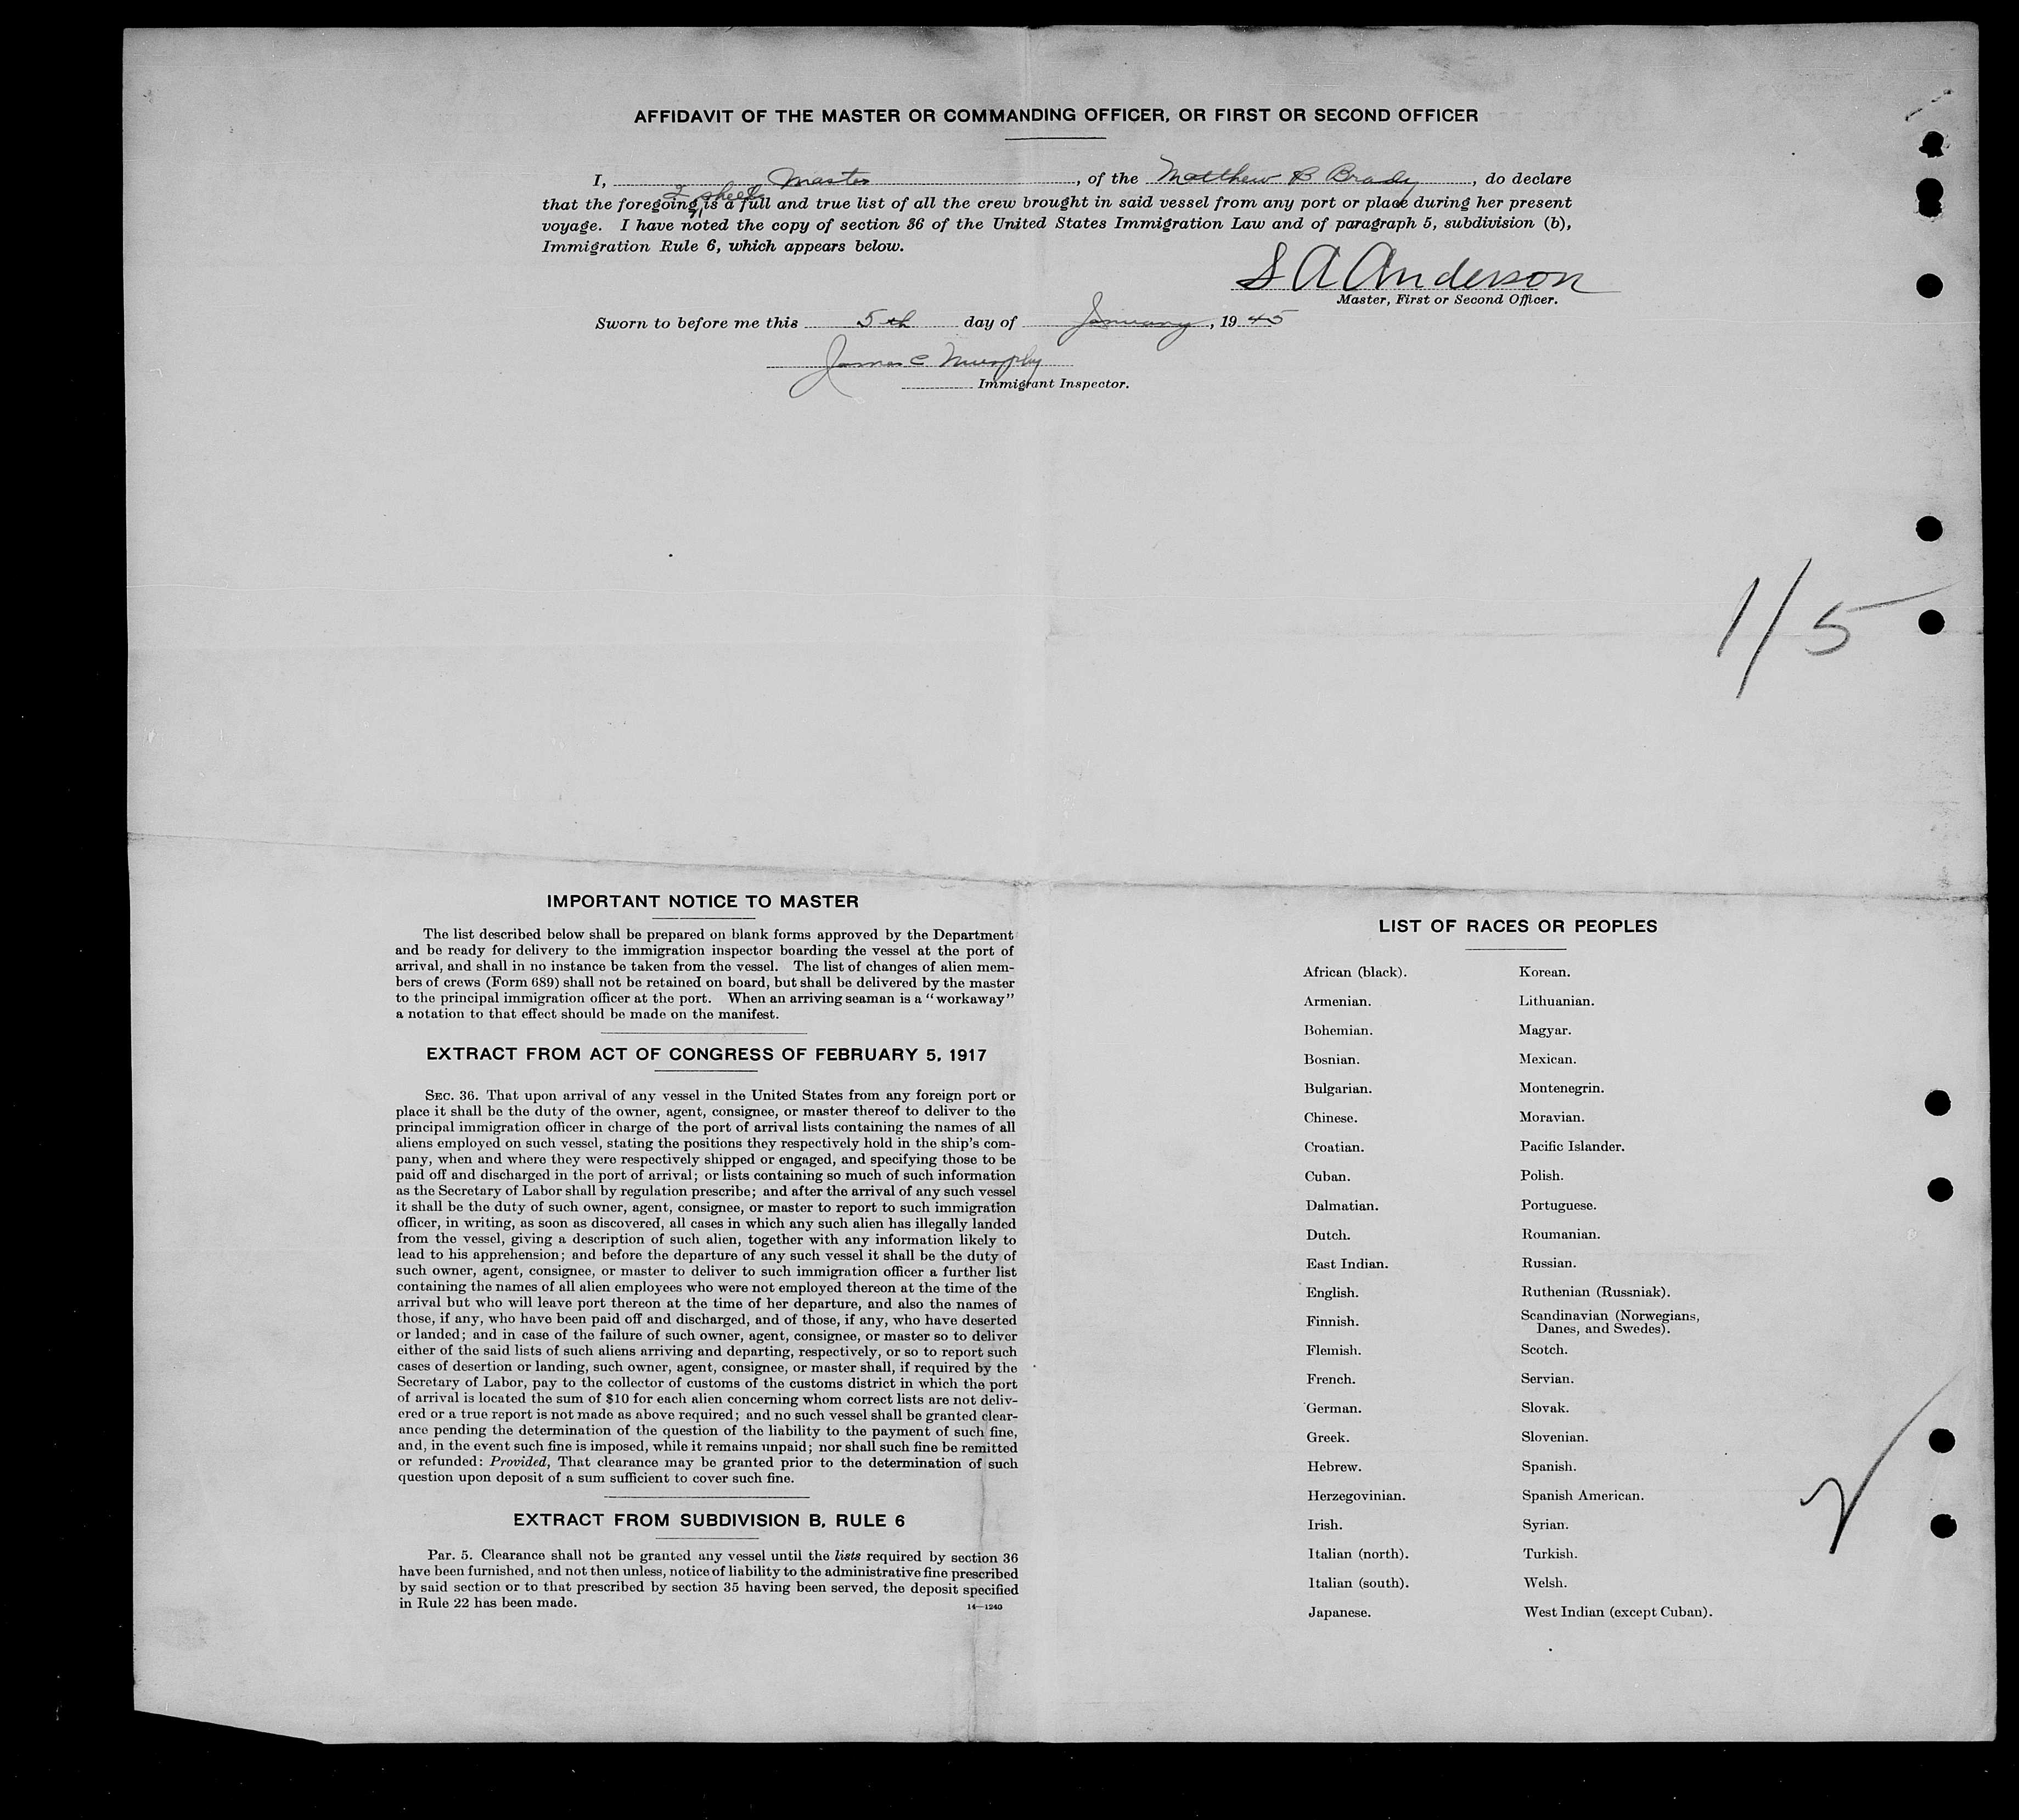 AFFIDAVIT OF THE MASTER OR COMMANDING OFFICER, OR FIRST OR SECOND OFFICER
I, Master, of the Matthew B Brady, do declare
2 sheets
that the foregoing is a full and true list of all the crew brought in said vessel from any port or place during her present
voyage. I have noted the copy of section 36 of the United States Immigration Law and of paragraph 5, subdivision (b),
Immigration Rule 6, which appears below.
S A Anderson
Master, First or Second Officer.
Sworn to before me this 5th day of January, 1945
James C Murphy
Immigrant Inspector.
1/5
IMPORTANT NOTICE TO MASTER
The list described below shall be prepared on blank forms approved by the Department
and be ready for delivery to the immigration inspector boarding the vessel at the port of
arrival, and shall in no instance be taken from the vessel. The list of changes of alien mem-
bers of crews (Form 689) shall not be retained on board, but shall be delivered by the master
to the principal immigration officer at the port. When an arriving seaman is a "workaway"
a notation to that effect should be made on the manifest.
EXTRACT FROM ACT OF CONGRESS OF FEBRUARY 5, 1917
SEC. 36. That upon arrival of any vessel in the United States from any foreign port or
place it shall be the duty of the owner, agent, consignee, or master thereof to deliver to the
principal immigration officer in charge of the port of arrival lists containing the names of all
aliens employed on such vessel, stating the positions they respectively hold in the ship's com-
pany, when and where they were respectively shipped or engaged, and specifying those to be
paid off and discharged in the port of arrival; or lists containing so much of such information
as the Secretary of Labor shall by regulation prescribe; and after the arrival of any such vessel
it shall be the duty of such owner, agent, consignee, or master to report to such immigration
officer, in writing, as soon as discovered, all cases in which any such alien has illegally landed
from the vessel, giving a description of such alien, together with any information likely to
lead to his apprehension; and before the departure of any such vessel it shall be the duty of
such owner, agent, consignee, or master to deliver to such immigration officer a further list
containing the names of all alien employees who were not employed thereon at the time of the
arrival but who will leave port thereon at the time of her departure, and also the names of
those, if any, who have been paid off and discharged, and of those, if any, who have deserted
or landed; and in case of the failure of such owner, agent, consignee, or master so to deliver
either of the said lists of such aliens arriving and departing, respectively, or so to report such
cases of desertion or landing, such owner, agent, consignee, or master shall, if required by the
Secretary of Labor, pay to the collector of customs of the customs district in which the port
of arrival is located the sum of $10 for each alien concerning whom correct lists are not deliv-
ered or a true report is not made as above required; and no such vessel shall be granted clear-
ance pending the determination of the question of the liability to the payment of such fine,
and, in the event such fine is imposed, while it remains unpaid; nor shall such fine be remitted
or refunded: Provided, That clearance may be granted prior to the determination of such
question upon deposit of a sum sufficient to cover such fine.
EXTRACT FROM SUBDIVISION B, RULE 6
Par. 5. Clearance shall not be granted any vessel until the lists required by section 36
have been furnished, and not then unless, notice of liability to the administrative fine prescribed
by said section or to that prescribed by section 35 having been served, the deposit specified
in Rule 22 has been made.
14—1240
LIST OF RACES OR PEOPLES
African (black). Korean.
Armenian. Lithuanian.
Bohemian. Magyar.
Bosnian. Mexican.
Bulgarian. Montenegrin.
Chinese. Moravian.
Croatian. Pacific Islander.
Cuban. Polish.
Dalmatian. Portuguese.
Dutch. Roumanian.
East Indian. Russian.
English. Ruthenian (Russniak).
Finnish. Scandinavian (Norwegians,
Danes, and Swedes).
Flemish. Scotch.
French. Servian.
German. Slovak.
Greek. Slovenian.
Hebrew. Spanish.
Herzegovinian. Spanish American.
Irish. Syrian.
Italian (north). Turkish.
Italian (south). Welsh.
Japanese. West Indian (except Cuban).